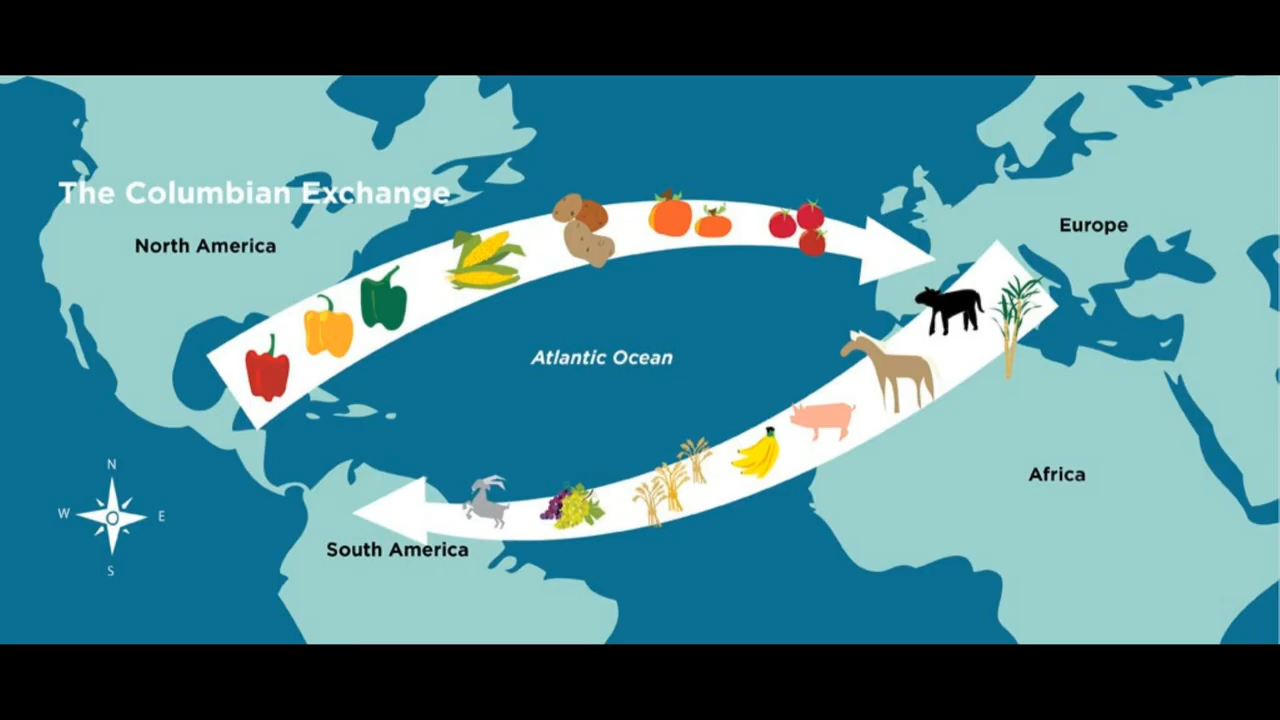 The Columbian Exchange
North America
Europe
Atlantic Ocean
Africa
South America
N
W
E
S